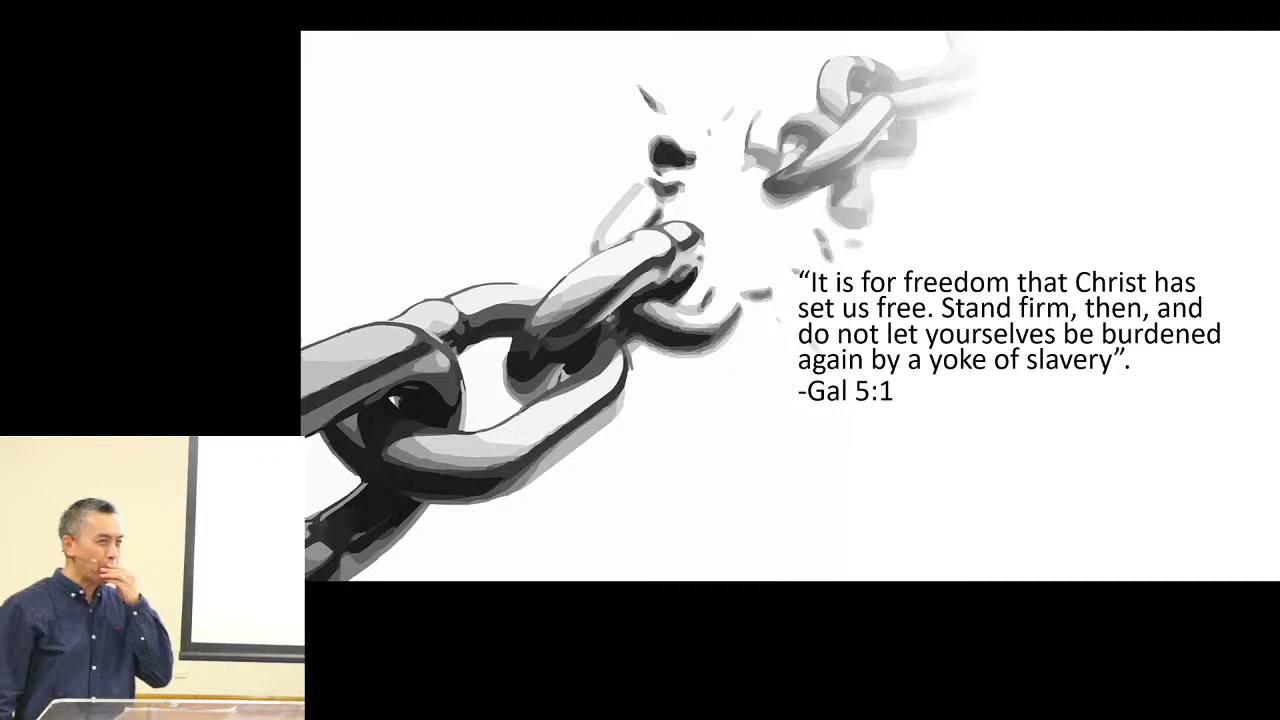 “It is for freedom that Christ has
set us free. Stand firm, then, and
do not let yourselves be burdened
again by a yoke of slavery”.
-Gal 5:1